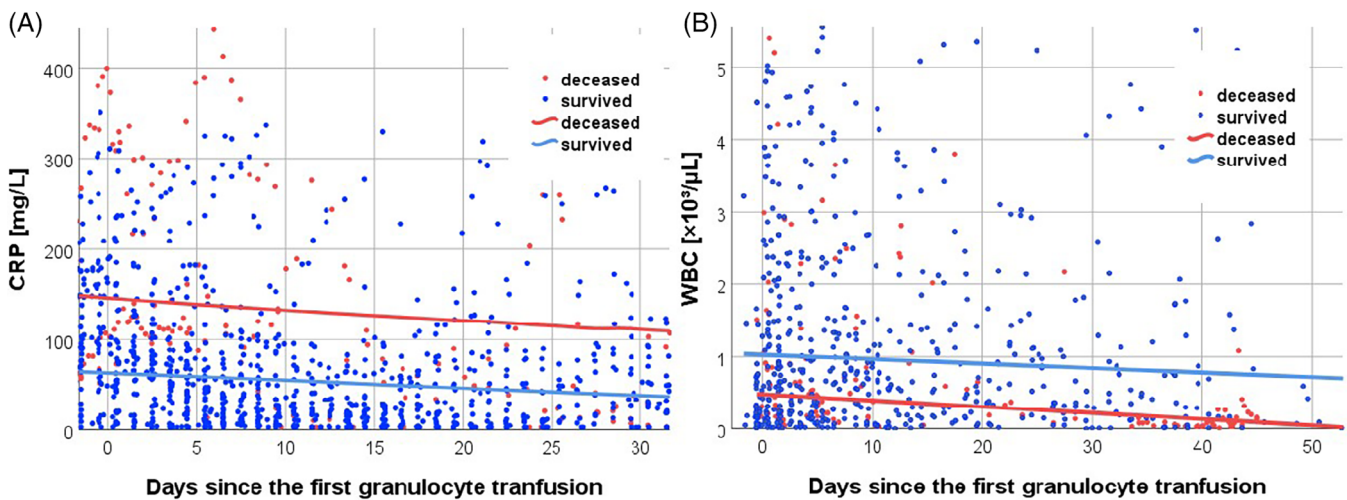 (A)
CRP [mg/L]
400
300
200
100
0
0 5 10 15 20 25 30
deceased
survived
deceased
survived
Days since the first granulocyte tranfusion
(B)
WBC [×10³/µL]
5
4
3
2
1
0
0 10 20 30 40 50
deceased
survived
deceased
survived
Days since the first granulocyte tranfusion